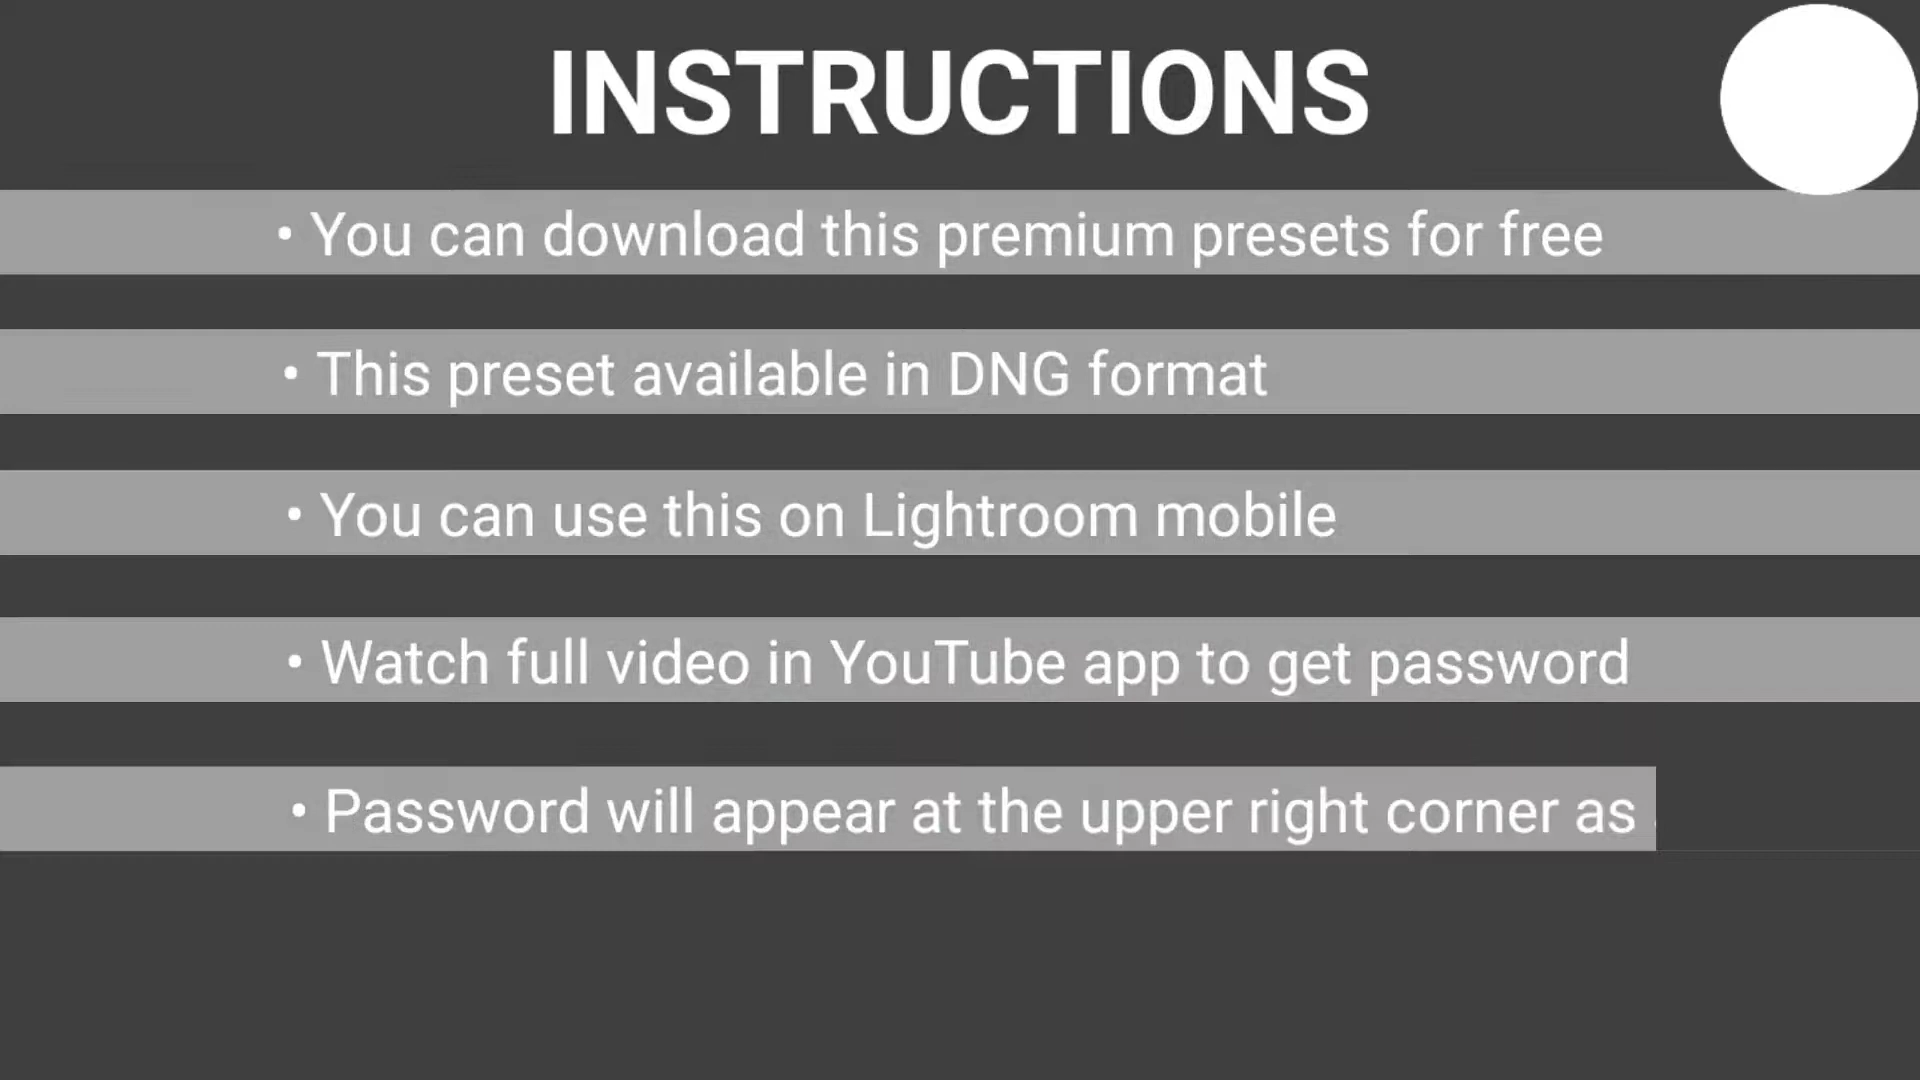 INSTRUCTIONS
• You can download this premium presets for free
• This preset available in DNG format
• You can use this on Lightroom mobile
• Watch full video in YouTube app to get password
• Password will appear at the upper right corner as